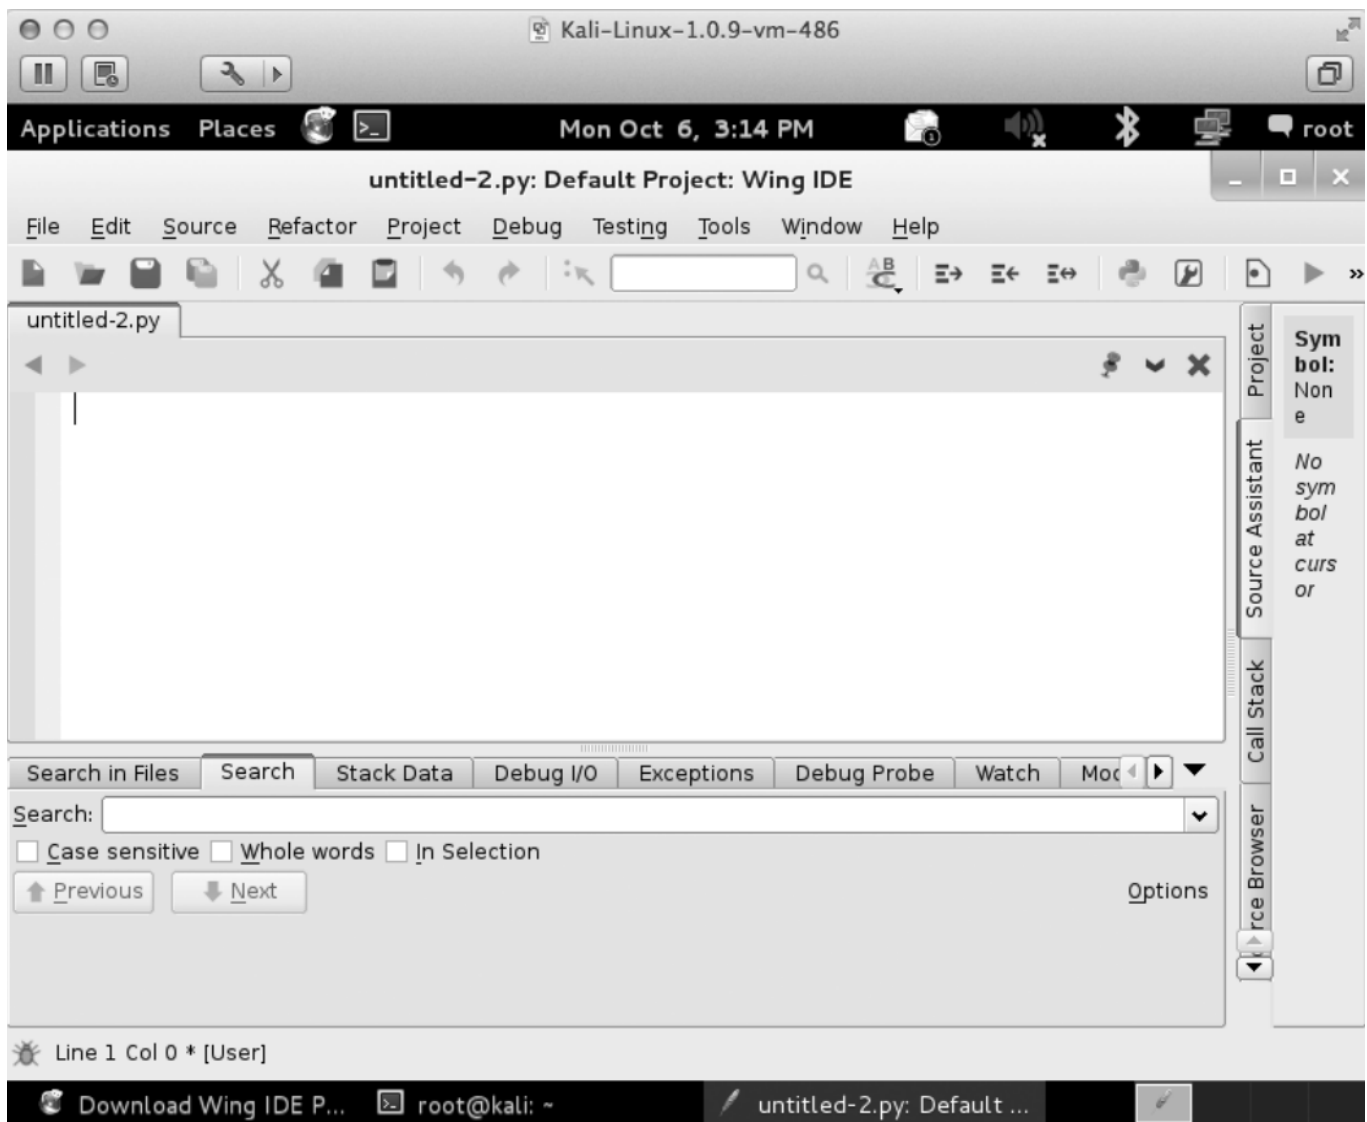 Kali-Linux-1.0.9-vm-486
Applications Places Mon Oct 6, 3:14 PM root
untitled-2.py: Default Project: Wing IDE
File Edit Source Refactor Project Debug Testing Tools Window Help
untitled-2.py
Project
Source Assistant
Call Stack
rce Browser
Sym
bol:
Non
e
No
sym
bol
at
curs
or
Search in Files Search Stack Data Debug I/O Exceptions Debug Probe Watch Moc
Search:
Case sensitive Whole words In Selection
Previous Next Options
Line 1 Col 0 * [User]
Download Wing IDE P... root@kali: ~ untitled-2.py: Default ...